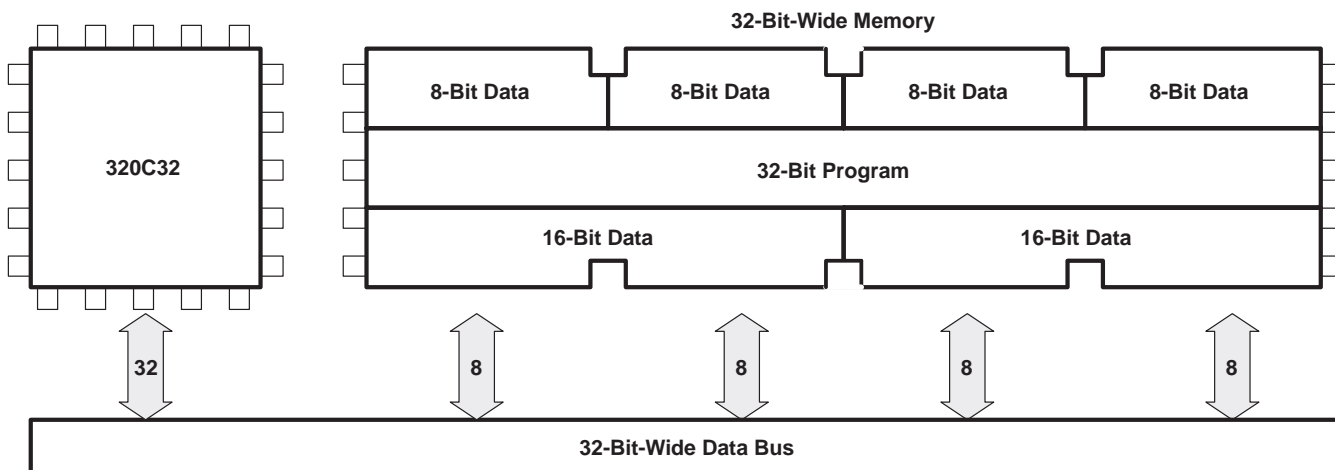 32-Bit-Wide Memory
8-Bit Data 8-Bit Data 8-Bit Data 8-Bit Data
320C32
32-Bit Program
16-Bit Data 16-Bit Data
32 8 8 8 8
32-Bit-Wide Data Bus